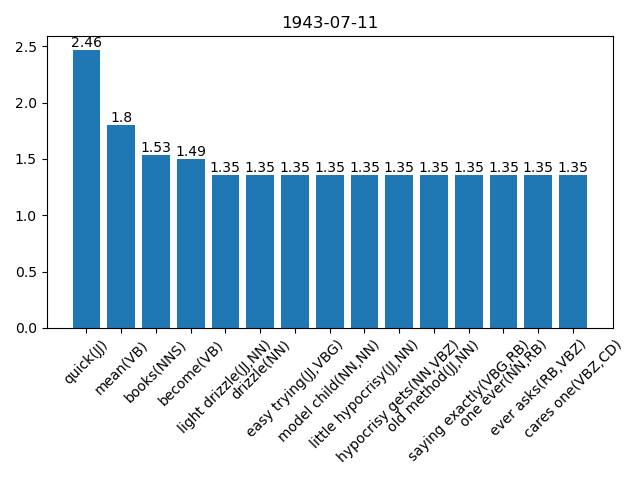 1943-07-11
2.5
2.0
1.5
1.0
0.5
0.0
2.46
1.8
1.53
1.49
1.35
1.35
1.35
1.35
1.35
1.35
1.35
1.35
1.35
1.35
1.35
quick(JJ)
mean(VB)
books(NNS)
become(VB)
light drizzle(JJ,NN)
drizzle(NN)
easy trying(JJ,VBG)
model child(NN,NN)
little hypocrisy(JJ,NN)
hypocrisy gets(NN,VBZ)
old method(JJ,NN)
saying exactly(VBG,RB)
one ever(NN,RB)
ever asks(RB,VBZ)
cares one(VBZ,CD)